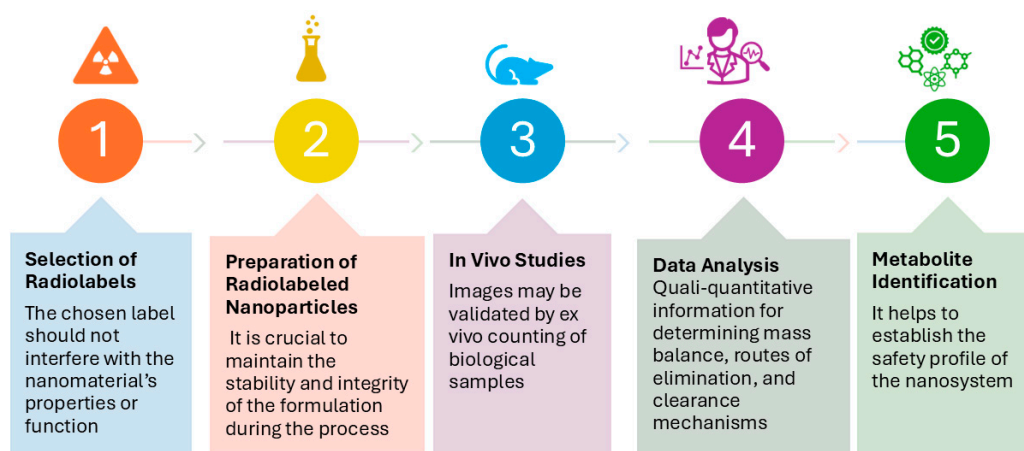 1
2
3
4
5
Selection of
Radiolabels
The chosen label
should not
interfere with the
nanomaterial's
properties or
function
Preparation of
Radiolabeled
Nanoparticles
It is crucial to
maintain the
stability and integrity
of the formulation
during the process
In Vivo Studies
Images may be
validated by ex
vivo counting of
biological
samples
Data Analysis
Quali-quantitative
information for
determining mass
balance, routes of
elimination, and
clearance
mechanisms
Metabolite
Identification
It helps to
establish the
safety profile of
the nanosystem